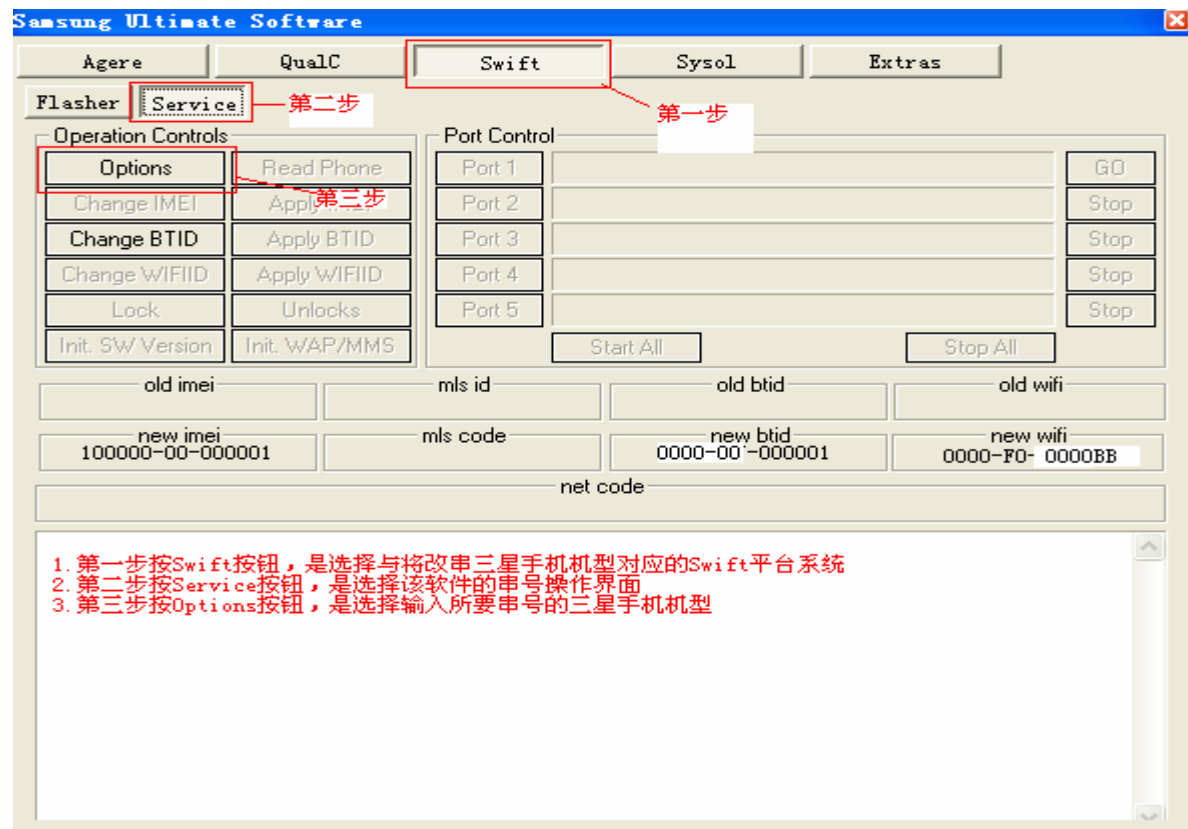 Samsung Ultimate Software
Agere QualC Swift Sysol Extras
Flasher Service 第二步 第一步
Operation Controls Port Control
Options Read Phone Port 1 GO
第三步
Change IMEI Apply Port 2 Stop
Change BTID Apply BTID Port 3 Stop
Change WIFIID Apply WIFIID Port 4 Stop
Lock Unlocks Port 5 Stop
Init. SW Version Init. WAP/MMS Start All Stop All
old imei mls id old btid old wifi
new imei mls code new btid new wifi
100000-00-000001 0000-00-000001 0000-F0-0000BB
net code
1.第一步按Swift按钮，是选择与将改串三星手机机型对应的Swift平台系统
2.第二步按Service按钮，是选择该软件的串号操作界面
3.第三步按Options按钮，是选择输入所要串号的三星手机机型